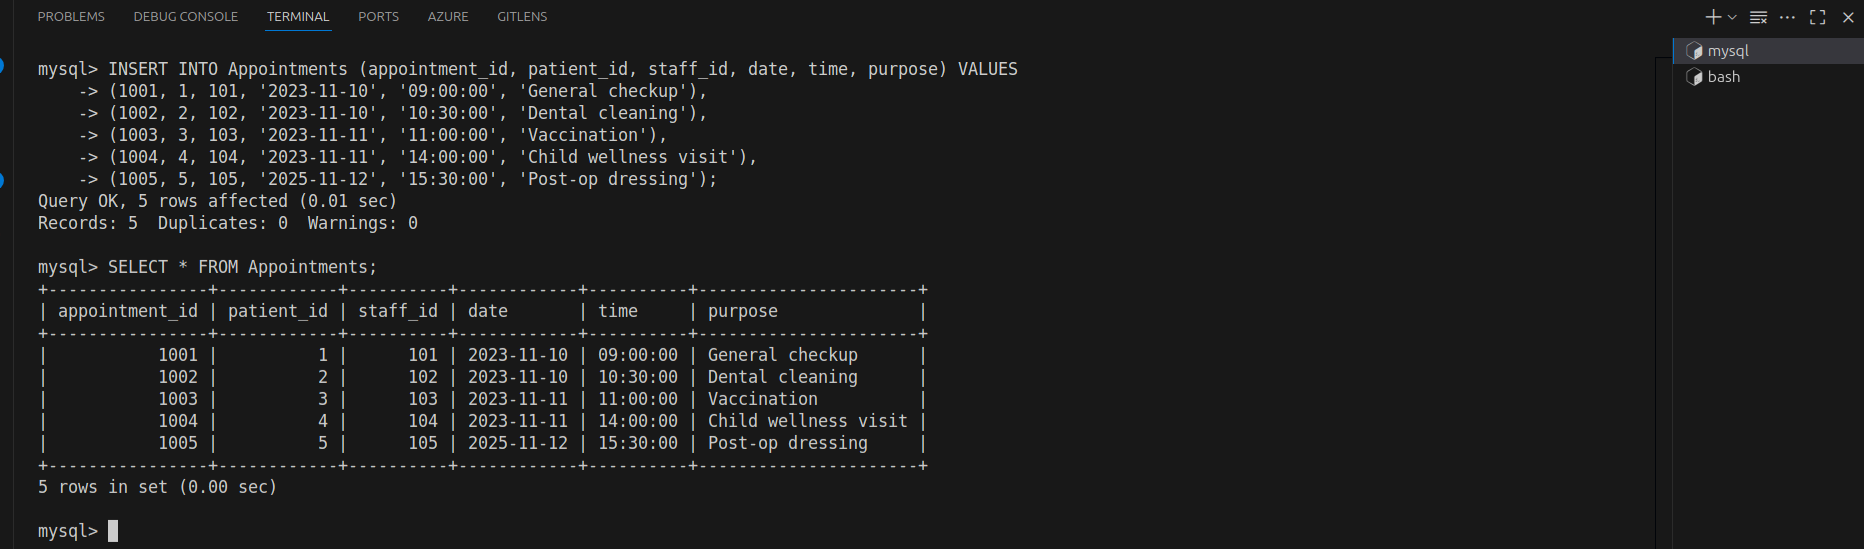 PROBLEMS DEBUG CONSOLE TERMINAL PORTS AZURE GITLENS
mysql
bash
mysql> INSERT INTO Appointments (appointment_id, patient_id, staff_id, date, time, purpose) VALUES
    -> (1001, 1, 101, '2023-11-10', '09:00:00', 'General checkup'),
    -> (1002, 2, 102, '2023-11-10', '10:30:00', 'Dental cleaning'),
    -> (1003, 3, 103, '2023-11-11', '11:00:00', 'Vaccination'),
    -> (1004, 4, 104, '2023-11-11', '14:00:00', 'Child wellness visit'),
    -> (1005, 5, 105, '2025-11-12', '15:30:00', 'Post-op dressing');
Query OK, 5 rows affected (0.01 sec)
Records: 5  Duplicates: 0  Warnings: 0
mysql> SELECT * FROM Appointments;
+----------------+------------+----------+------------+----------+----------------------+
| appointment_id | patient_id | staff_id | date       | time     | purpose              |
+----------------+------------+----------+------------+----------+----------------------+
|           1001 |          1 |      101 | 2023-11-10 | 09:00:00 | General checkup      |
|           1002 |          2 |      102 | 2023-11-10 | 10:30:00 | Dental cleaning      |
|           1003 |          3 |      103 | 2023-11-11 | 11:00:00 | Vaccination          |
|           1004 |          4 |      104 | 2023-11-11 | 14:00:00 | Child wellness visit |
|           1005 |          5 |      105 | 2025-11-12 | 15:30:00 | Post-op dressing     |
+----------------+------------+----------+------------+----------+----------------------+
5 rows in set (0.00 sec)
mysql>